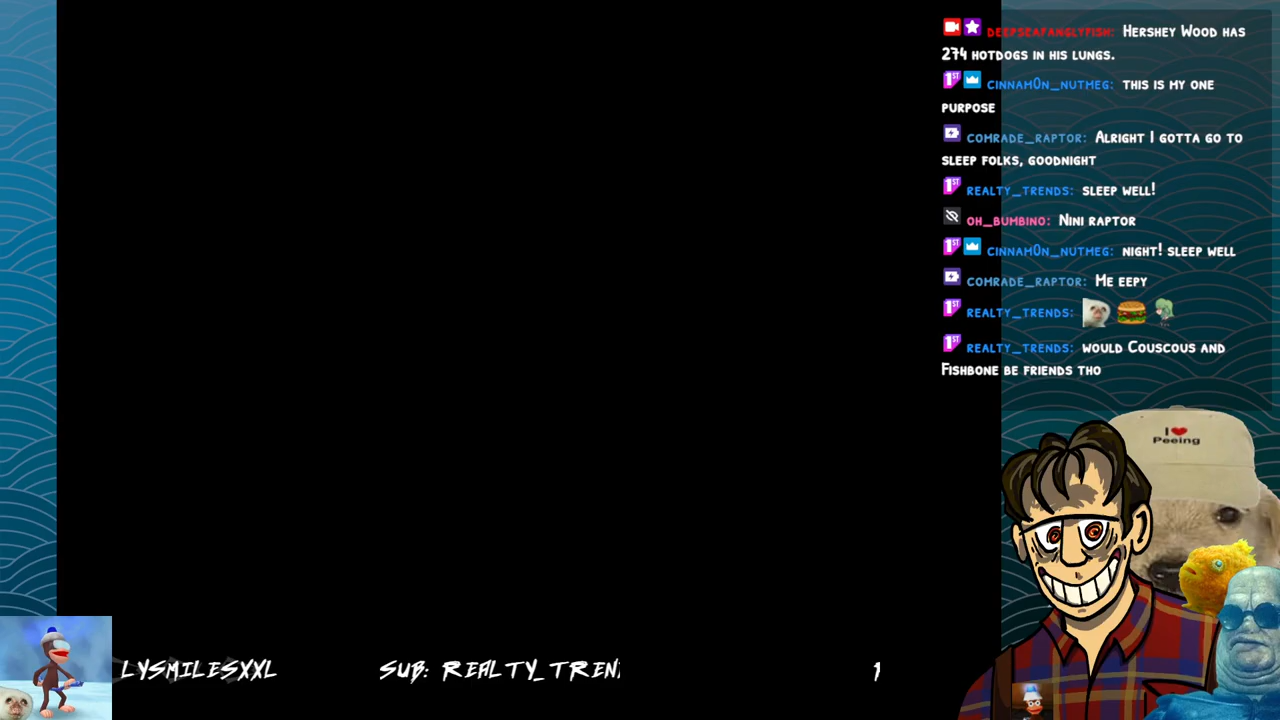 DEEPSEAFANGLYFISH: HERSHEY WOOD HAS
274 HOTDOGS IN HIS LUNGS.
CINNAM0N_NUTMEG: THIS IS MY ONE
PURPOSE
COMRADE_RAPTOR: ALRIGHT I GOTTA GO TO
SLEEP FOLKS, GOODNIGHT
REALTY_TRENDS: SLEEP WELL!
OH_BUMBINO: NINI RAPTOR
CINNAM0N_NUTMEG: NIGHT! SLEEP WELL
COMRADE_RAPTOR: ME EEPY
REALTY_TRENDS:
REALTY_TRENDS: WOULD COUSCOUS AND
FISHBONE BE FRIENDS THO
I ❤ Peeing
LYSMILESXXL SUB: REALTY_TREN 1